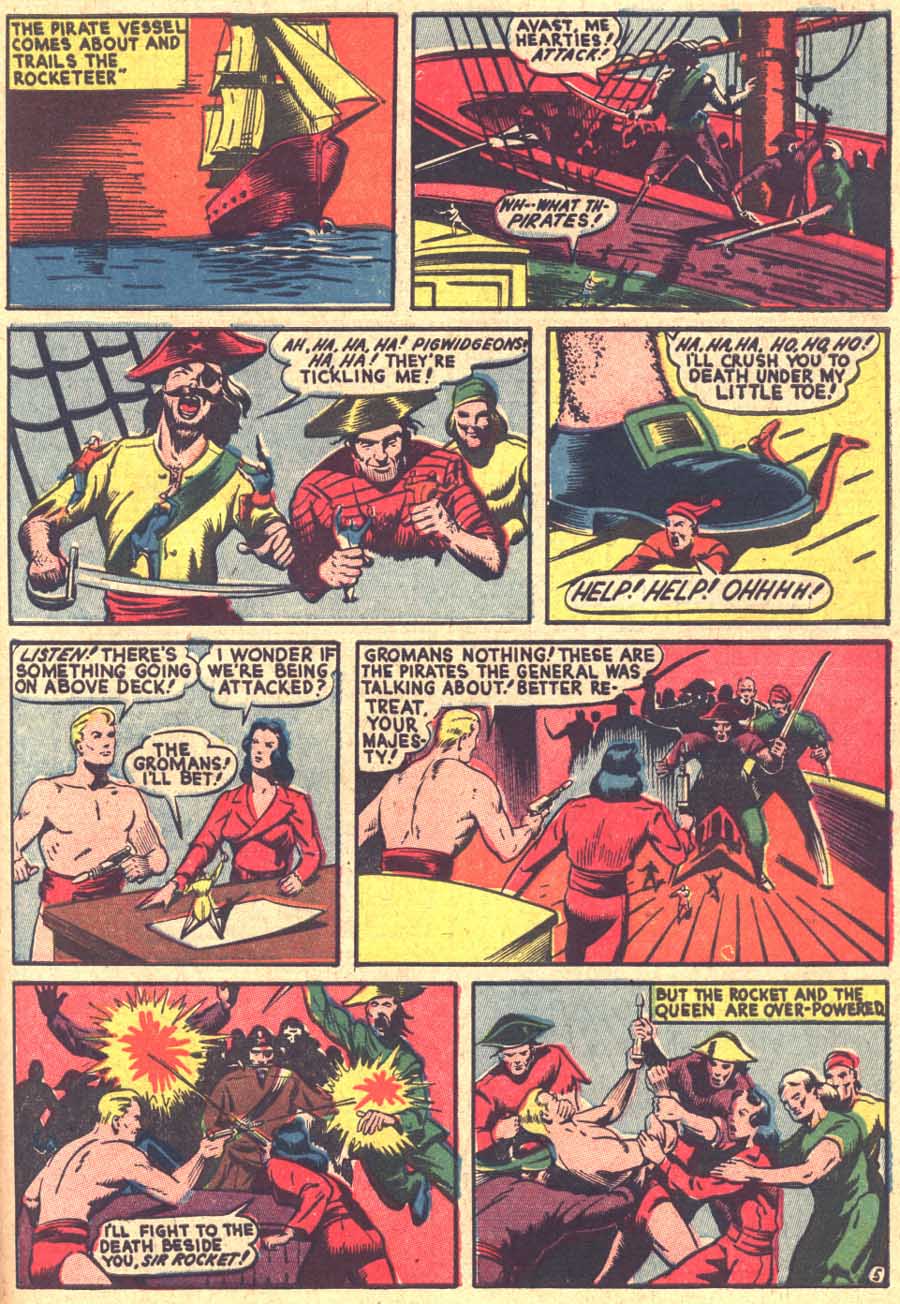 THE PIRATE VESSEL
COMES ABOUT AND
TRAILS THE
ROCKETEER"
AVAST, ME
HEARTIES!
ATTACK!
WH--WHAT TH-
PIRATES!
AH, HA, HA, HA! PIGWIDGEONS!
HA, HA! THEY'RE
TICKLING ME!
HA, HA, HA, HO, HO, HO!
I'LL CRUSH YOU TO
DEATH UNDER MY
LITTLE TOE!
HELP! HELP! OHHHH!
LISTEN! THERE'S
SOMETHING GOING
ON ABOVE DECK!
I WONDER IF
WE'RE BEING
ATTACKED?
THE
GROMANS!
I'LL BET!
GROMANS NOTHING! THESE ARE
THE PIRATES THE GENERAL WAS
TALKING ABOUT! BETTER RE-
TREAT,
YOUR
MAJES-
TY!
I'LL FIGHT TO THE
DEATH BESIDE
YOU, SIR ROCKET!
BUT THE ROCKET AND THE
QUEEN ARE OVER-POWERED
5